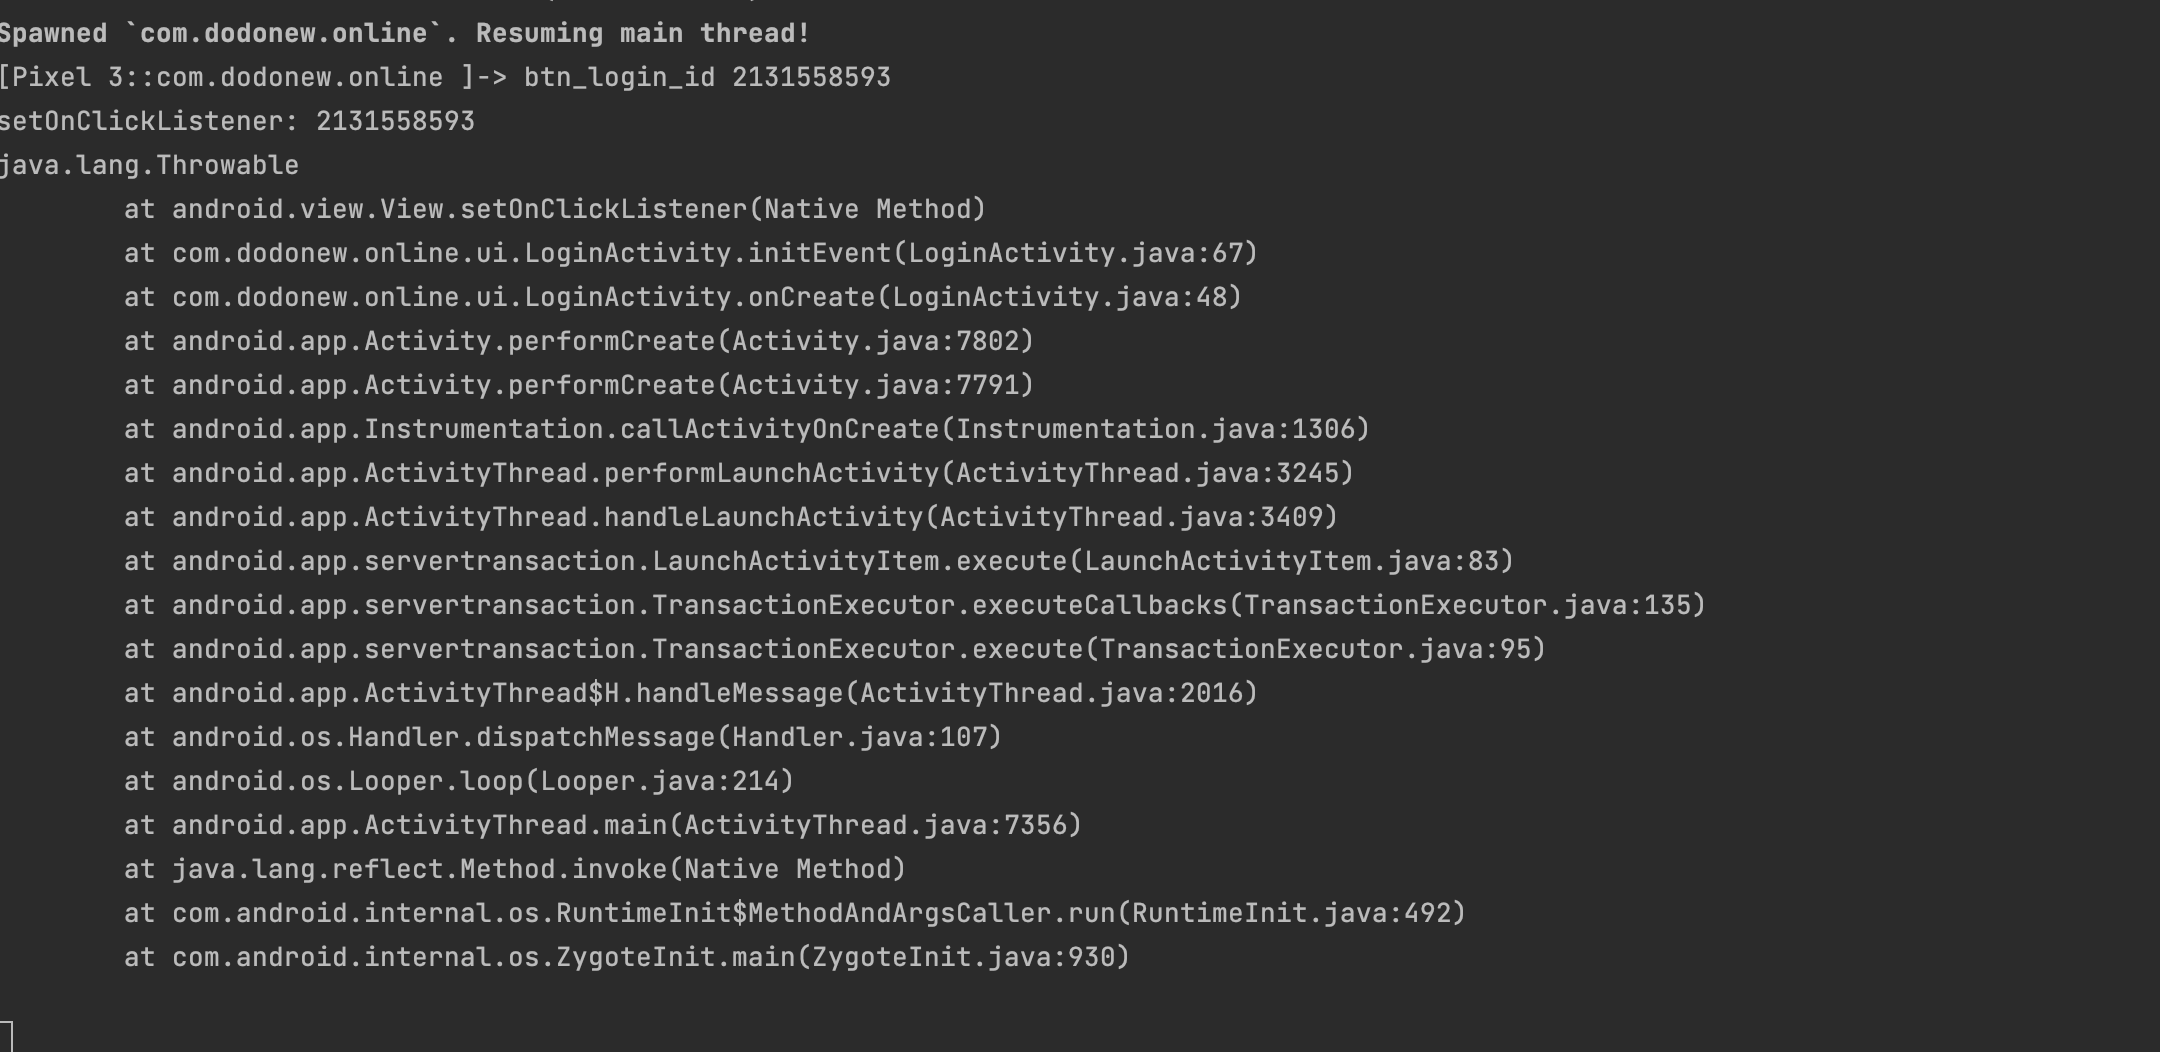 Spawned `com.dodonew.online`. Resuming main thread!
[Pixel 3::com.dodonew.online ]-> btn_login_id 2131558593
setOnClickListener: 2131558593
java.lang.Throwable
	at android.view.View.setOnClickListener(Native Method)
	at com.dodonew.online.ui.LoginActivity.initEvent(LoginActivity.java:67)
	at com.dodonew.online.ui.LoginActivity.onCreate(LoginActivity.java:48)
	at android.app.Activity.performCreate(Activity.java:7802)
	at android.app.Activity.performCreate(Activity.java:7791)
	at android.app.Instrumentation.callActivityOnCreate(Instrumentation.java:1306)
	at android.app.ActivityThread.performLaunchActivity(ActivityThread.java:3245)
	at android.app.ActivityThread.handleLaunchActivity(ActivityThread.java:3409)
	at android.app.servertransaction.LaunchActivityItem.execute(LaunchActivityItem.java:83)
	at android.app.servertransaction.TransactionExecutor.executeCallbacks(TransactionExecutor.java:135)
	at android.app.servertransaction.TransactionExecutor.execute(TransactionExecutor.java:95)
	at android.app.ActivityThread$H.handleMessage(ActivityThread.java:2016)
	at android.os.Handler.dispatchMessage(Handler.java:107)
	at android.os.Looper.loop(Looper.java:214)
	at android.app.ActivityThread.main(ActivityThread.java:7356)
	at java.lang.reflect.Method.invoke(Native Method)
	at com.android.internal.os.RuntimeInit$MethodAndArgsCaller.run(RuntimeInit.java:492)
	at com.android.internal.os.ZygoteInit.main(ZygoteInit.java:930)